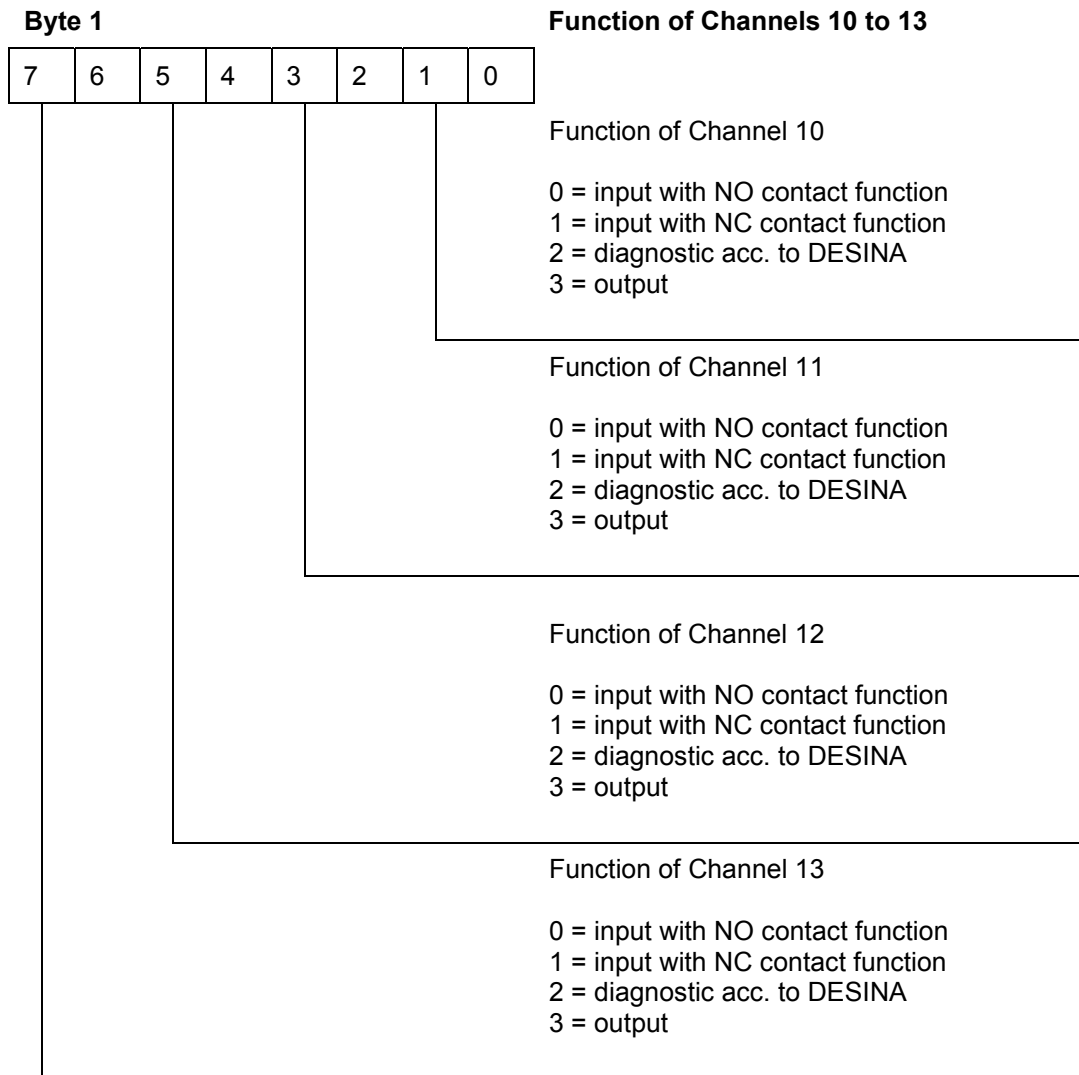 Byte 1 Function of Channels 10 to 13
7 6 5 4 3 2 1 0
Function of Channel 10
0 = input with NO contact function
1 = input with NC contact function
2 = diagnostic acc. to DESINA
3 = output
Function of Channel 11
0 = input with NO contact function
1 = input with NC contact function
2 = diagnostic acc. to DESINA
3 = output
Function of Channel 12
0 = input with NO contact function
1 = input with NC contact function
2 = diagnostic acc. to DESINA
3 = output
Function of Channel 13
0 = input with NO contact function
1 = input with NC contact function
2 = diagnostic acc. to DESINA
3 = output